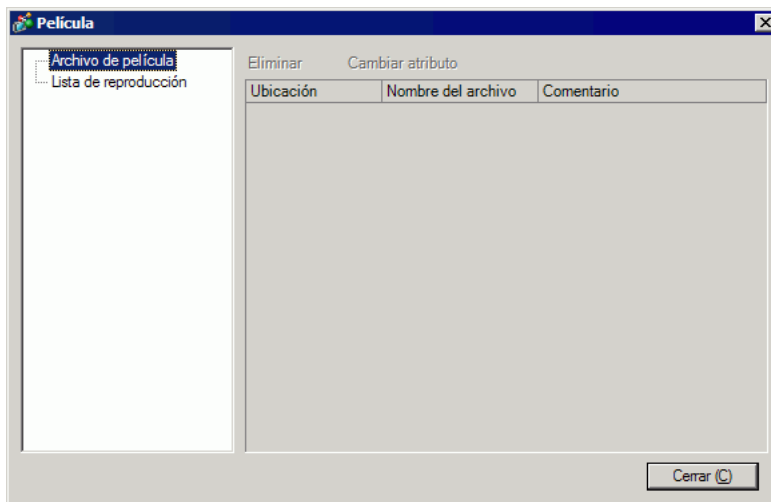 Película
Archivo de película
Lista de reproducción
Eliminar Cambiar atributo
Ubicación Nombre del archivo Comentario
Cerrar (C)